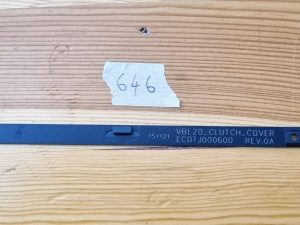 646
151121 VBL20_CLUTCH_COVER
ECDTJ000600 REV:0A